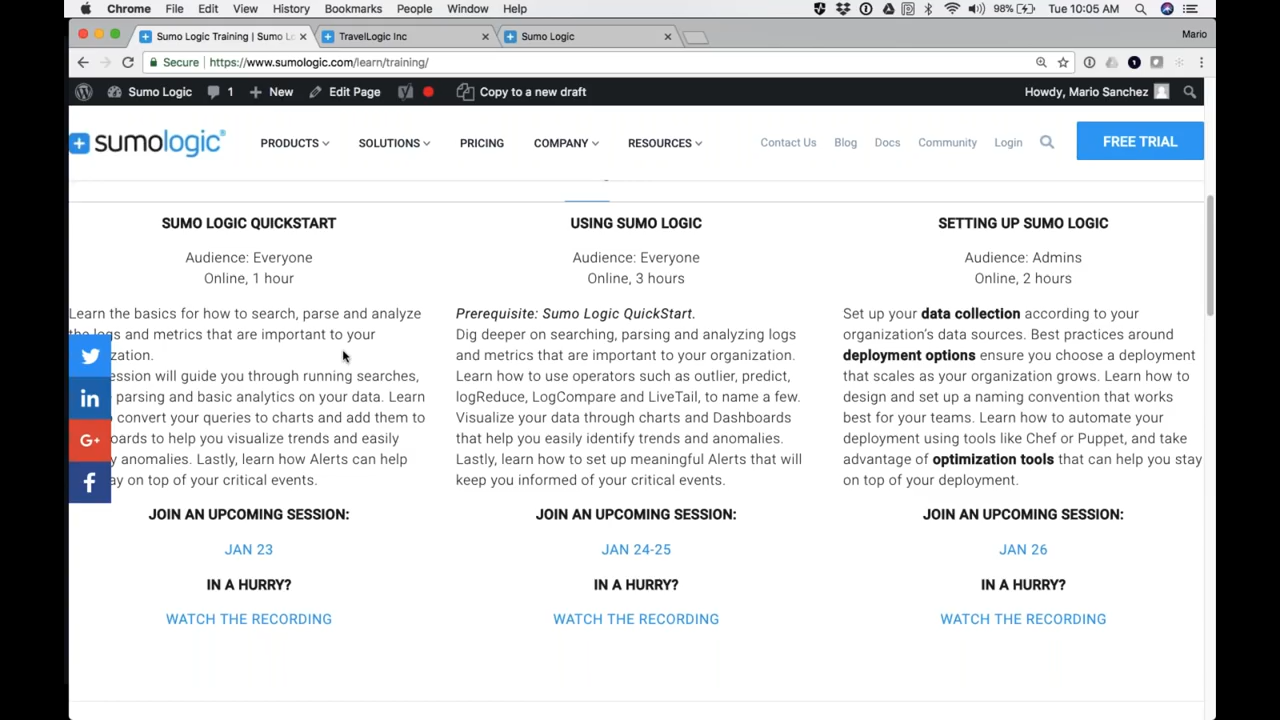 Chrome File Edit View History Bookmarks People Window Help 98% Tue 10:05 AM
Sumo Logic Training | Sumo Lo TravelLogic Inc Sumo Logic Mario
Secure https://www.sumologic.com/learn/training/
Sumo Logic 1 New Edit Page Copy to a new draft Howdy, Mario Sanchez
sumologic PRODUCTS SOLUTIONS PRICING COMPANY RESOURCES Contact Us Blog Docs Community Login FREE TRIAL
SUMO LOGIC QUICKSTART
Audience: Everyone
Online, 1 hour
Learn the basics for how to search, parse and analyze
the logs and metrics that are important to your
zation.
ession will guide you through running searches,
parsing and basic analytics on your data. Learn
convert your queries to charts and add them to
oards to help you visualize trends and easily
y anomalies. Lastly, learn how Alerts can help
ay on top of your critical events.
JOIN AN UPCOMING SESSION:
JAN 23
IN A HURRY?
WATCH THE RECORDING
USING SUMO LOGIC
Audience: Everyone
Online, 3 hours
Prerequisite: Sumo Logic QuickStart.
Dig deeper on searching, parsing and analyzing logs
and metrics that are important to your organization.
Learn how to use operators such as outlier, predict,
logReduce, LogCompare and LiveTail, to name a few.
Visualize your data through charts and Dashboards
that help you easily identify trends and anomalies.
Lastly, learn how to set up meaningful Alerts that will
keep you informed of your critical events.
JOIN AN UPCOMING SESSION:
JAN 24-25
IN A HURRY?
WATCH THE RECORDING
SETTING UP SUMO LOGIC
Audience: Admins
Online, 2 hours
Set up your data collection according to your
organization's data sources. Best practices around
deployment options ensure you choose a deployment
that scales as your organization grows. Learn how to
design and set up a naming convention that works
best for your teams. Learn how to automate your
deployment using tools like Chef or Puppet, and take
advantage of optimization tools that can help you stay
on top of your deployment.
JOIN AN UPCOMING SESSION:
JAN 26
IN A HURRY?
WATCH THE RECORDING